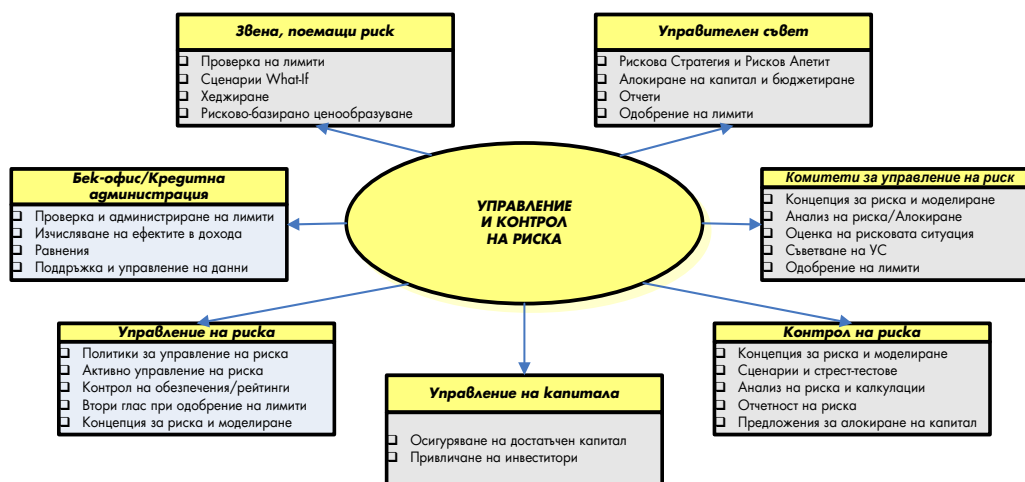 Звена, поемащи риск
Проверка на лимити
Сценарии What-If
Хеджиране
Рисково-базирано ценообразуване
Управителен съвет
Рискова Стратегия и Рисков Апетит
Алокиране на капитал и бюджетиране
Отчети
Одобрение на лимити
Бек-офис/Кредитна
администрация
Проверка и администриране на лимити
Изчисляване на ефектите в дохода
Равнения
Поддръжка и управление на данни
УПРАВЛЕНИЕ
И КОНТРОЛ
НА РИСКА
Комитети за управление на риск
Концепция за риска и моделиране
Анализ на риска/Алокиране
Оценка на рисковата ситуация
Съветване на УС
Одобрение на лимити
Управление на риска
Политики за управление на риска
Активно управление на риска
Контрол на обезпечения/рейтинги
Втори глас при одобрение на лимити
Концепция за риска и моделиране
Управление на капитала
Осигуряване на достатъчен капитал
Привличане на инвеститори
Контрол на риска
Концепция за риска и моделиране
Сценарии и стрест-тестове
Анализ на риска и калкулации
Отчетност на риска
Предложения за алокиране на капитал